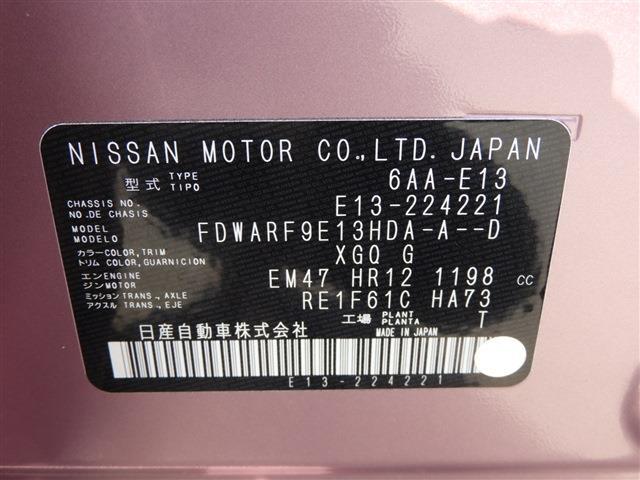 NISSAN MOTOR CO.,LTD. JAPAN
型式 TYPE TIPO 6AA-E13
CHASSIS NO. NO. DE CHASIS E13-224221
MODEL MODELO FDWARF9E13HDA-A--D
カラー COLOR, TRIM トリム COLOR, GUARNICION XGQ G
エンジン ENGINE MOTOR EM47 HR12 1198 CC
ミッション アクスル TRANS., AXLE TRANS., EJE RE1F61C HA73
工場 PLANT PLANTA T
日産自動車株式会社 MADE IN JAPAN
E13-224221